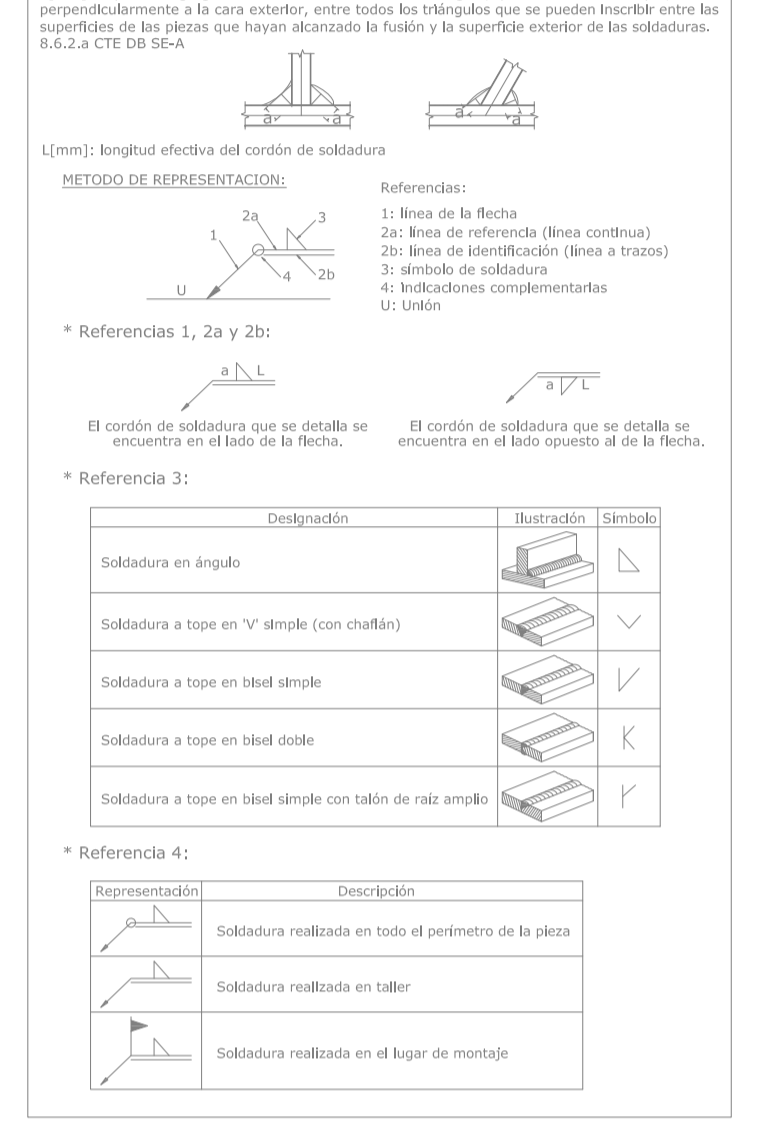 perpendicularmente a la cara exterior, entre todos los triángulos que se pueden inscribir entre las
superficies de las piezas que hayan alcanzado la fusión y la superficie exterior de las soldaduras.
8.6.2.a CTE DB SE-A
a a
a a
L[mm]: longitud efectiva del cordón de soldadura
METODO DE REPRESENTACION:
1
2a
3
4
2b
U
Referencias:
1: línea de la flecha
2a: línea de referencia (línea continua)
2b: línea de identificación (línea a trazos)
3: símbolo de soldadura
4: indicaciones complementarias
U: Unión
* Referencias 1, 2a y 2b:
a L
El cordón de soldadura que se detalla se
encuentra en el lado de la flecha.
a L
El cordón de soldadura que se detalla se
encuentra en el lado opuesto al de la flecha.
* Referencia 3:
Designación Ilustración Símbolo
Soldadura en ángulo
Soldadura a tope en 'V' simple (con chaflán)
Soldadura a tope en bisel simple
Soldadura a tope en bisel doble
Soldadura a tope en bisel simple con talón de raíz amplio
* Referencia 4:
Representación Descripción
Soldadura realizada en todo el perímetro de la pieza
Soldadura realizada en taller
Soldadura realizada en el lugar de montaje